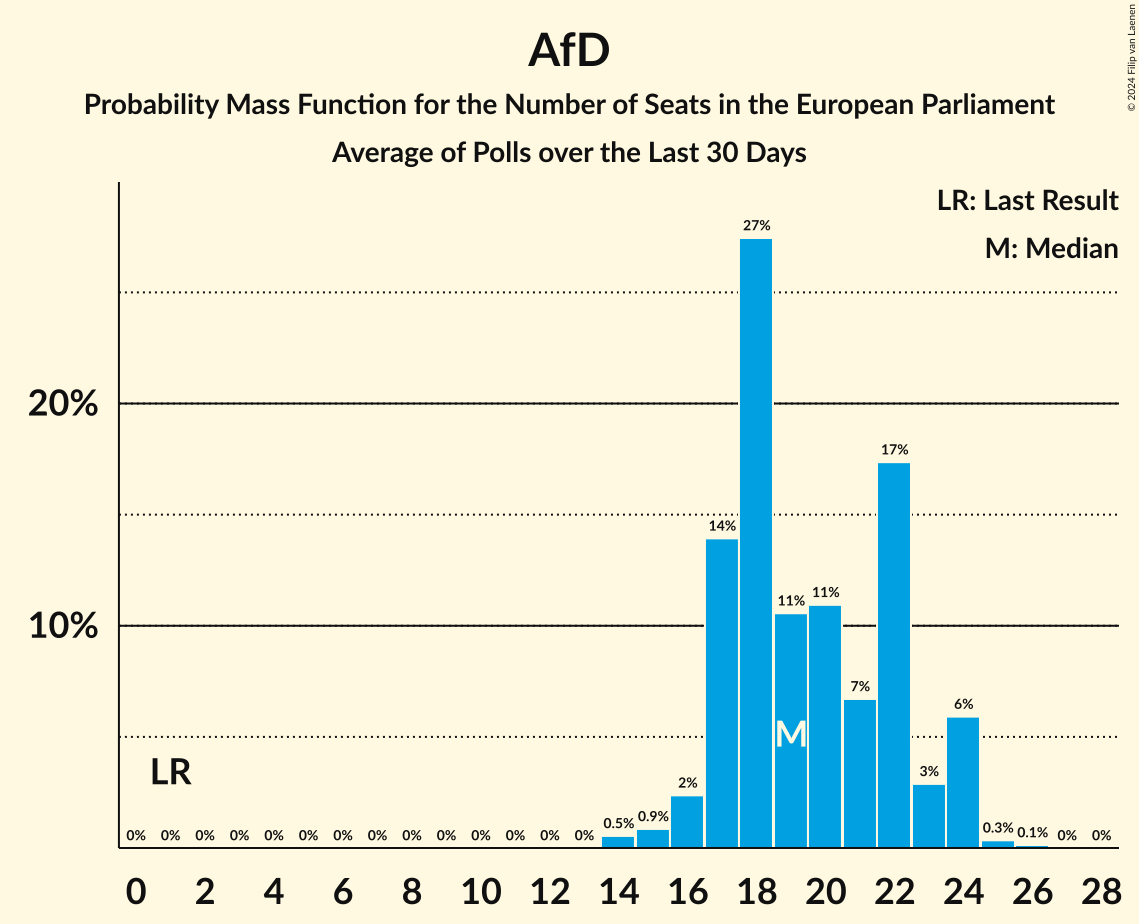 AfD
Probability Mass Function for the Number of Seats in the European Parliament
Average of Polls over the Last 30 Days
© 2024 Filip van Laenen
LR: Last Result
M: Median
20%
10%
LR
M
0% 0% 0% 0% 0% 0% 0% 0% 0% 0% 0% 0% 0% 0% 0.5% 0.9% 2% 14% 27% 11% 11% 7% 17% 3% 6% 0.3% 0.1% 0% 0%
0 2 4 6 8 10 12 14 16 18 20 22 24 26 28